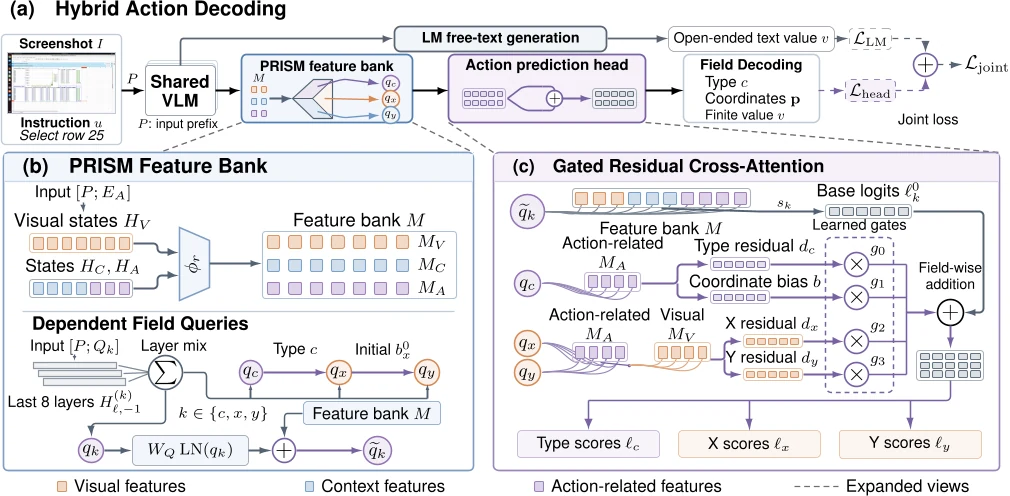 (a) Hybrid Action Decoding
Screenshot I
Instruction u
Select row 25
P
Shared VLM
P: input prefix
LM free-text generation
Open-ended text value v
ℒ_LM
PRISM feature bank
M
q_c
q_x
q_y
Action prediction head
Field Decoding
Type c
Coordinates p
Finite value v
ℒ_head
ℒ_joint
Joint loss
(b) PRISM Feature Bank
Input [P; E_A]
Visual states H_V
States H_C, H_A
ϕ_r
Feature bank M
M_V
M_C
M_A
Dependent Field Queries
Input [P; Q_k]
Layer mix
Σ
Last 8 layers H^{(k)}_{ℓ,−1}
k ∈ {c, x, y}
Type c
Initial b^0_x
q_c
q_x
q_y
Feature bank M
q_k
W_Q LN(q_k)
q̃_k
(c) Gated Residual Cross-Attention
q̃_k
Feature bank M
s_k
Base logits ℓ^0_k
Learned gates
Action-related
M_A
q_c
Type residual d_c
Coordinate bias b
g_0
g_1
Field-wise
addition
Action-related
M_A
Visual
M_V
q_x
q_y
X residual d_x
Y residual d_y
g_2
g_3
Type scores ℓ_c
X scores ℓ_x
Y scores ℓ_y
Visual features
Context features
Action-related features
Expanded views